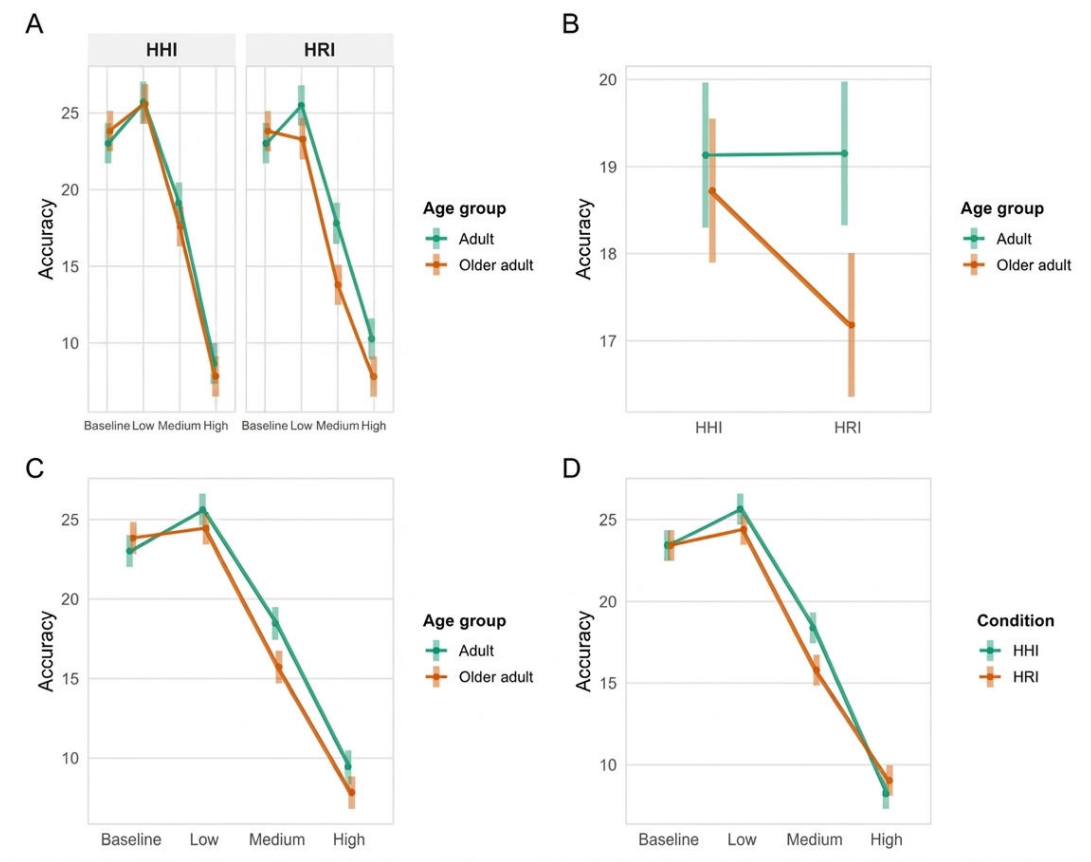 A
HHI HRI
25
20
15
10
Accuracy
Baseline Low Medium High Baseline Low Medium High
Age group
Adult
Older adult
B
20
19
18
17
Accuracy
HHI HRI
Age group
Adult
Older adult
C
25
20
15
10
Accuracy
Baseline Low Medium High
Age group
Adult
Older adult
D
25
20
15
10
Accuracy
Baseline Low Medium High
Condition
HHI
HRI